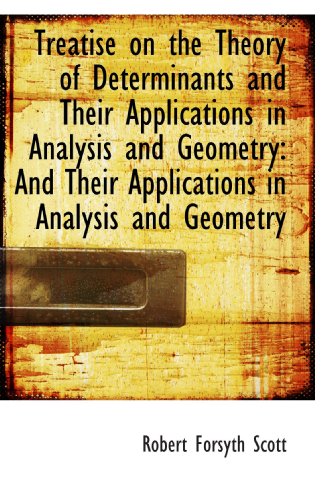 Treatise on the Theory
of Determinants and
Their Applications in
Analysis and Geometry:
And Their Applications in
Analysis and Geometry
Robert Forsyth Scott